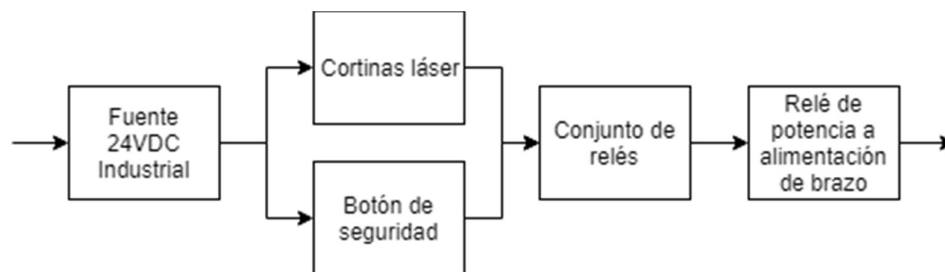 Fuente
24VDC
Industrial
Cortinas láser
Botón de
seguridad
Conjunto de
relés
Relé de
potencia a
alimentación
de brazo